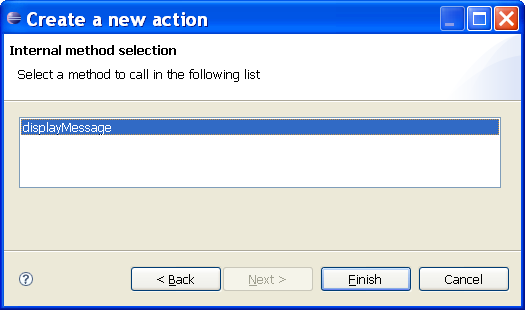 Create a new action
Internal method selection
Select a method to call in the following list
displayMessage
?
< Back
Next >
Finish
Cancel